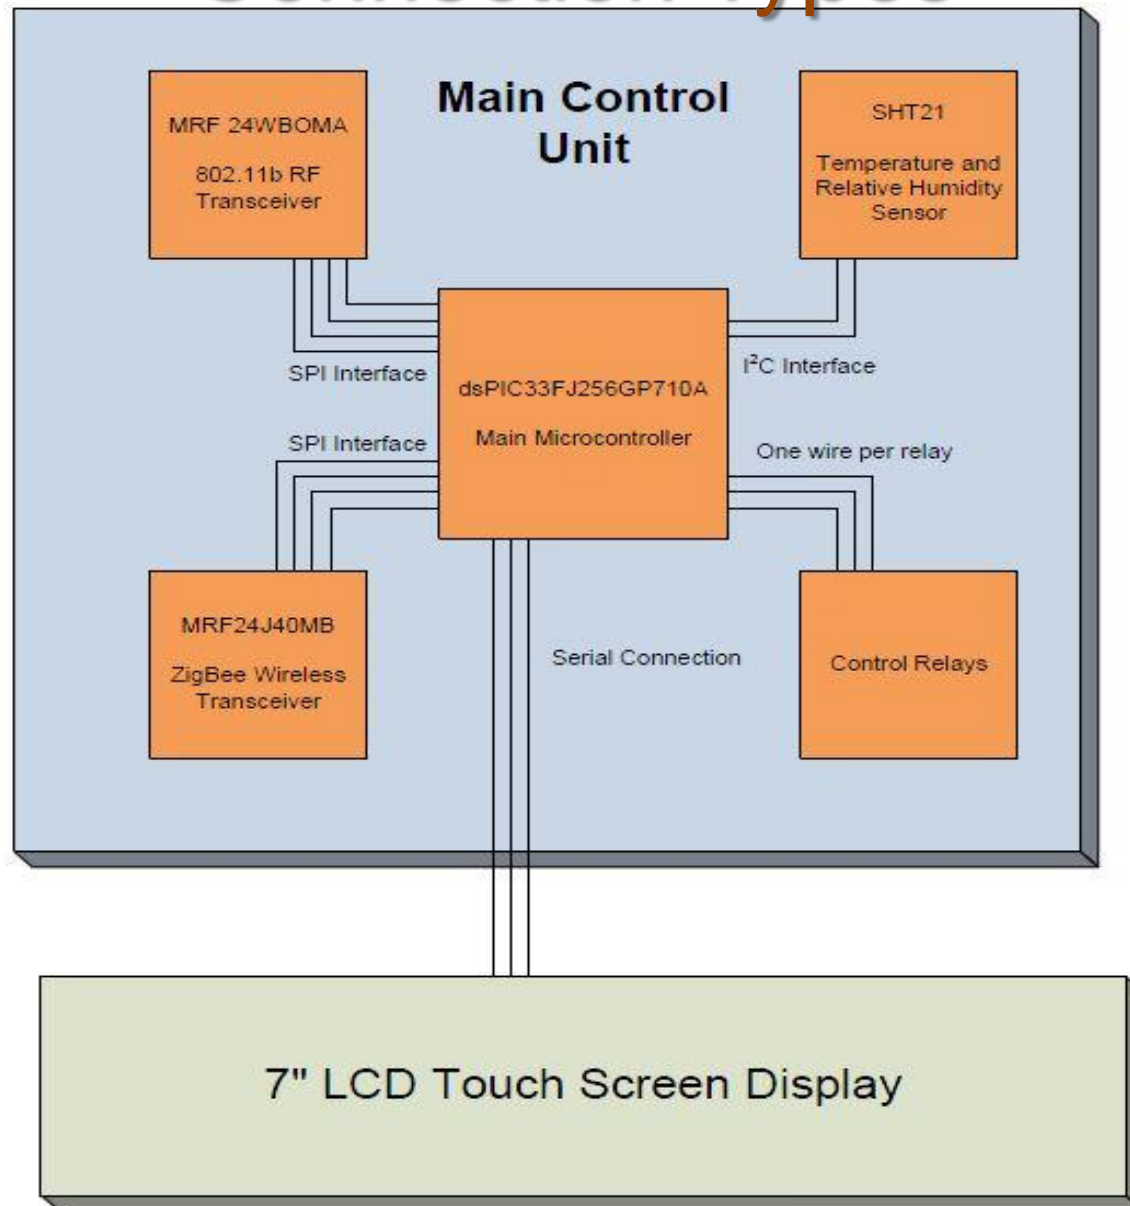 Connection Types
Main Control
Unit
MRF 24WBOMA
802.11b RF
Transceiver
SHT21
Temperature and
Relative Humidity
Sensor
SPI Interface
I²C Interface
dsPIC33FJ256GP710A
Main Microcontroller
SPI Interface
One wire per relay
MRF24J40MB
ZigBee Wireless
Transceiver
Serial Connection
Control Relays
7" LCD Touch Screen Display